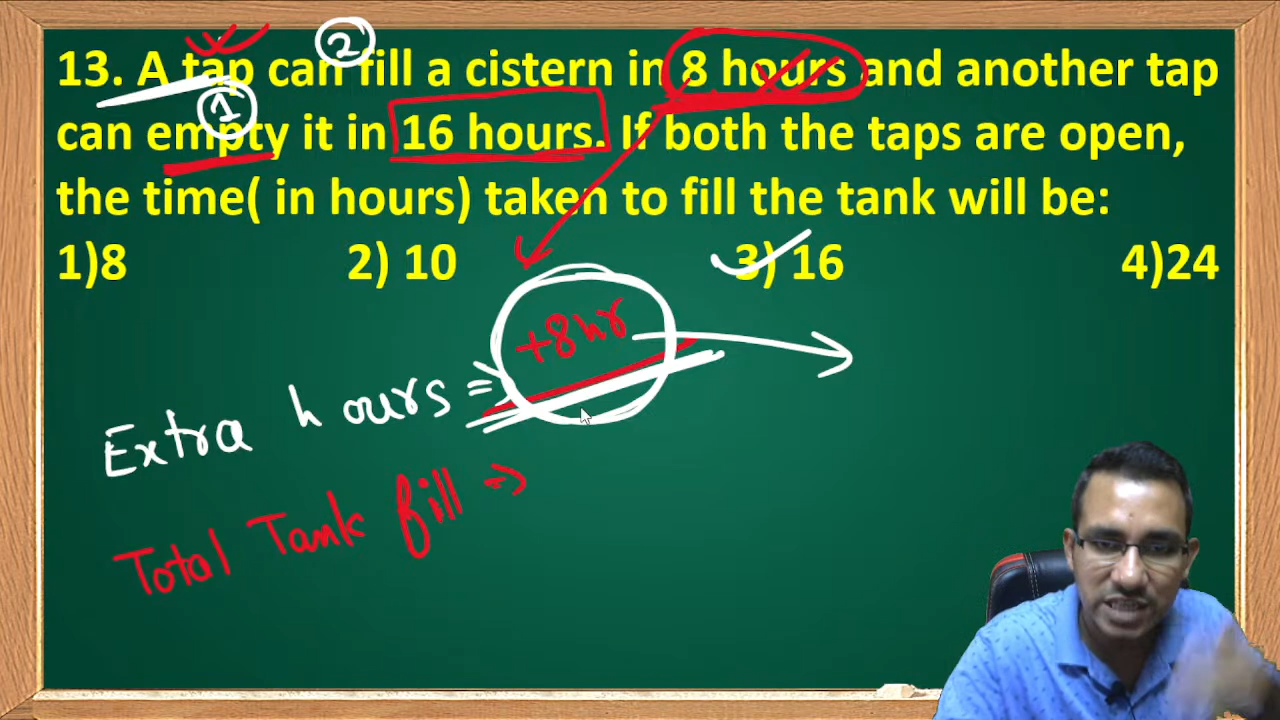 2
13. A tap can fill a cistern in 8 hours and another tap
1
can empty it in 16 hours. If both the taps are open,
the time( in hours) taken to fill the tank will be:
1)8 2) 10 3) 16 4)24
+8hr
Extra hours =
Total Tank fill ⇒